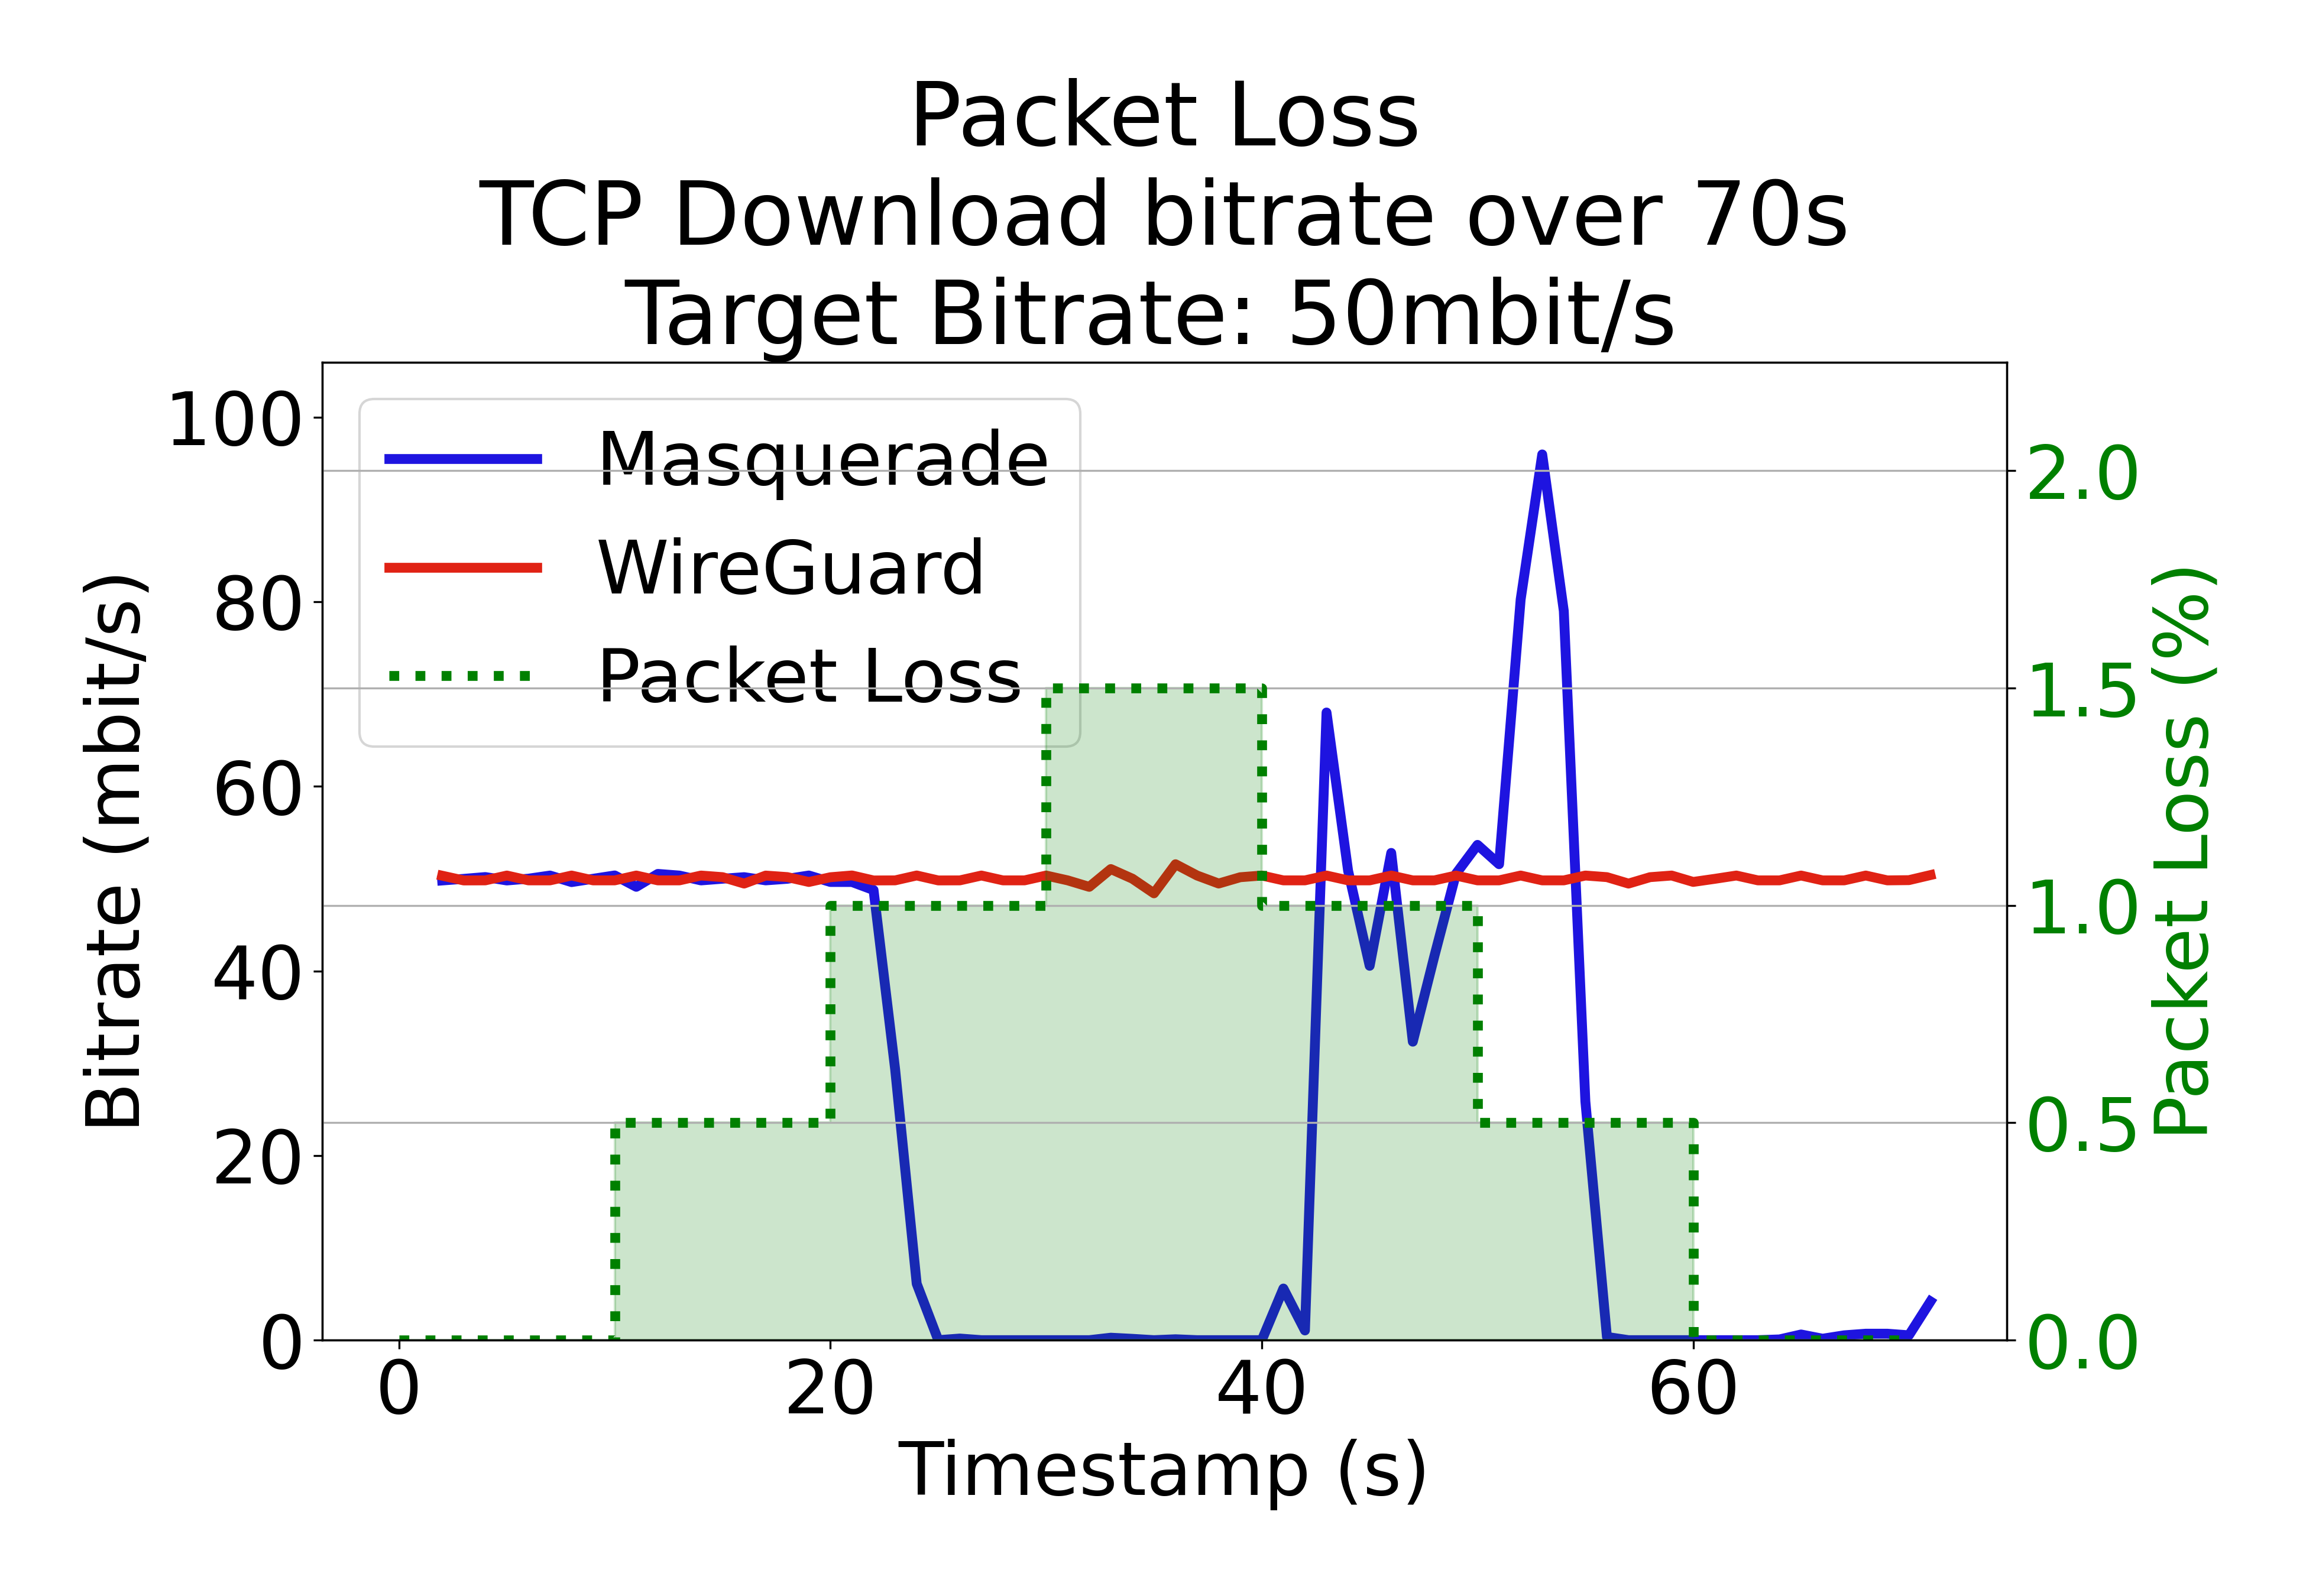 Packet Loss
TCP Download bitrate over 70s
Target Bitrate: 50mbit/s
Bitrate (mbit/s)
100
80
60
40
20
0
Masquerade
WireGuard
Packet Loss
2.0
1.5
1.0
0.5
0.0
Packet Loss (%)
0 20 40 60
Timestamp (s)